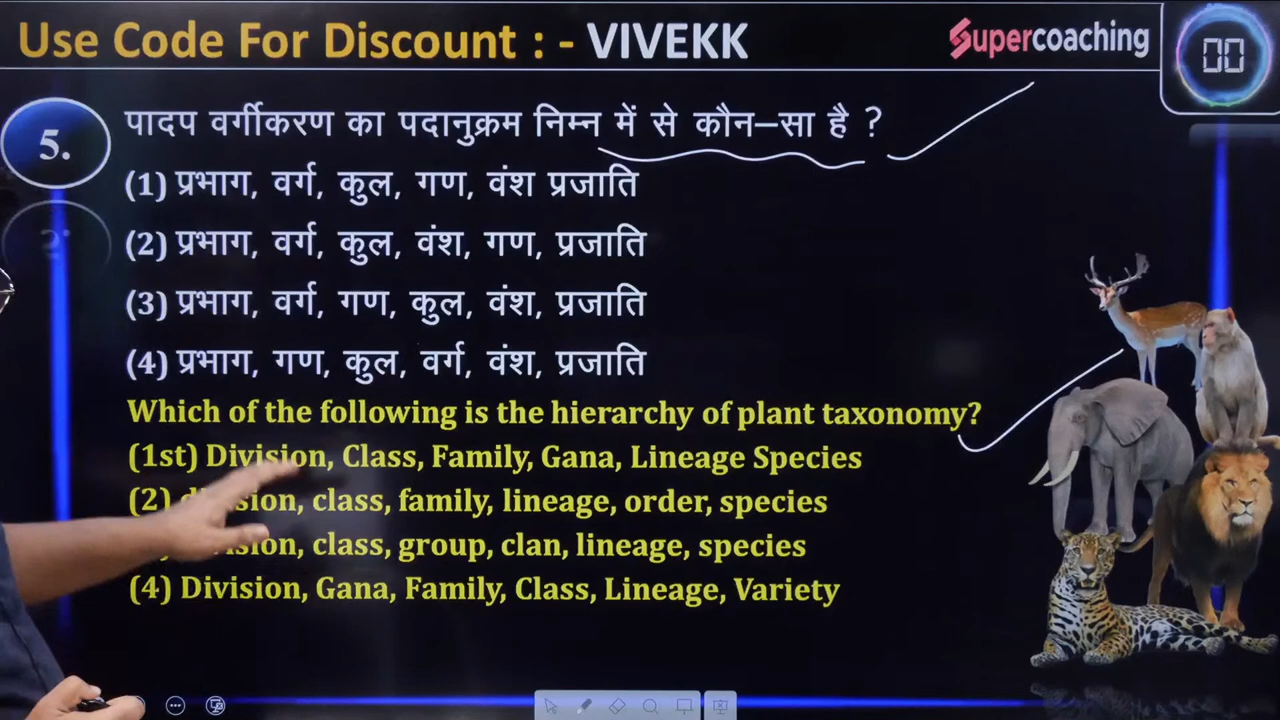 Use Code For Discount : - VIVEKK
Supercoaching
00
5.
पादप वर्गीकरण का पदानुक्रम निम्न में से कौन–सा है ?
(1) प्रभाग, वर्ग, कुल, गण, वंश प्रजाति
(2) प्रभाग, वर्ग, कुल, वंश, गण, प्रजाति
(3) प्रभाग, वर्ग, गण, कुल, वंश, प्रजाति
(4) प्रभाग, गण, कुल, वर्ग, वंश, प्रजाति
Which of the following is the hierarchy of plant taxonomy?
(1st) Division, Class, Family, Gana, Lineage Species
(2) class, family, lineage, order, species
class, group, clan, lineage, species
(4) Division, Gana, Family, Class, Lineage, Variety